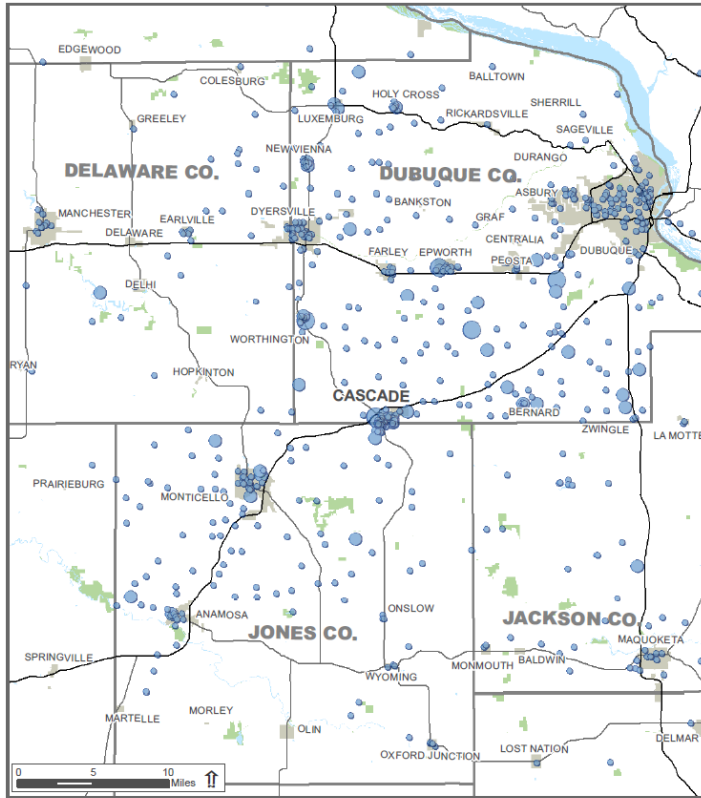 EDGEWOOD
COLESBURG
BALLTOWN
HOLY CROSS
LUXEMBURG
RICKARDSVILLE
SHERRILL
GREELEY
SAGEVILLE
NEW VIENNA
DURANGO
DELAWARE CO.
DUBUQUE CO.
ASBURY
BANKSTON
MANCHESTER
EARLVILLE
DYERSVILLE
GRAF
DELAWARE
CENTRALIA
FARLEY
EPWORTH
PEOSTA
DUBUQUE
DELHI
WORTHINGTON
RYAN
HOPKINTON
CASCADE
BERNARD
ZWINGLE
LA MOTTE
PRAIRIEBURG
MONTICELLO
ANAMOSA
ONSLOW
JONES CO.
JACKSON CO.
MAQUOKETA
SPRINGVILLE
BALDWIN
MONMOUTH
WYOMING
MARTELLE
MORLEY
OLIN
DELMAR
LOST NATION
OXFORD JUNCTION
0 5 10
Miles